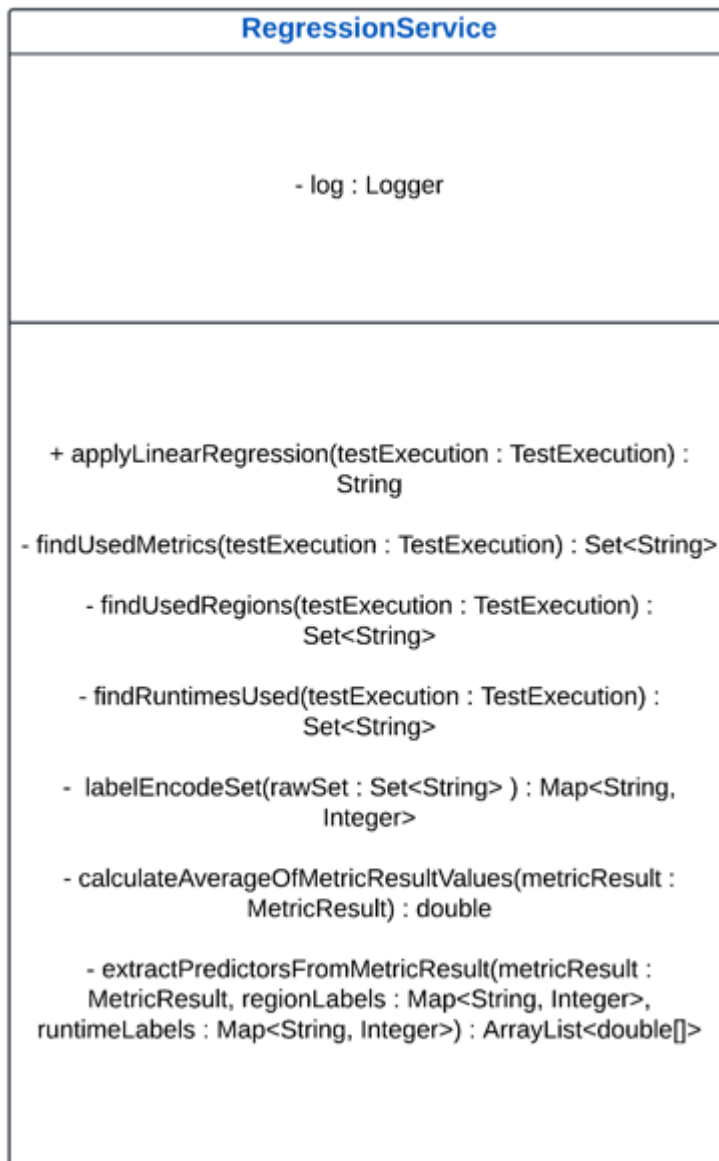 RegressionService
- log : Logger
+ applyLinearRegression(testExecution : TestExecution) :
String
- findUsedMetrics(testExecution : TestExecution) : Set<String>
- findUsedRegions(testExecution : TestExecution) :
Set<String>
- findRuntimesUsed(testExecution : TestExecution) :
Set<String>
- labelEncodeSet(rawSet : Set<String> ) : Map<String,
Integer>
- calculateAverageOfMetricResultValues(metricResult :
MetricResult) : double
- extractPredictorsFromMetricResult(metricResult :
MetricResult, regionLabels : Map<String, Integer>,
runtimeLabels : Map<String, Integer>) : ArrayList<double[]>